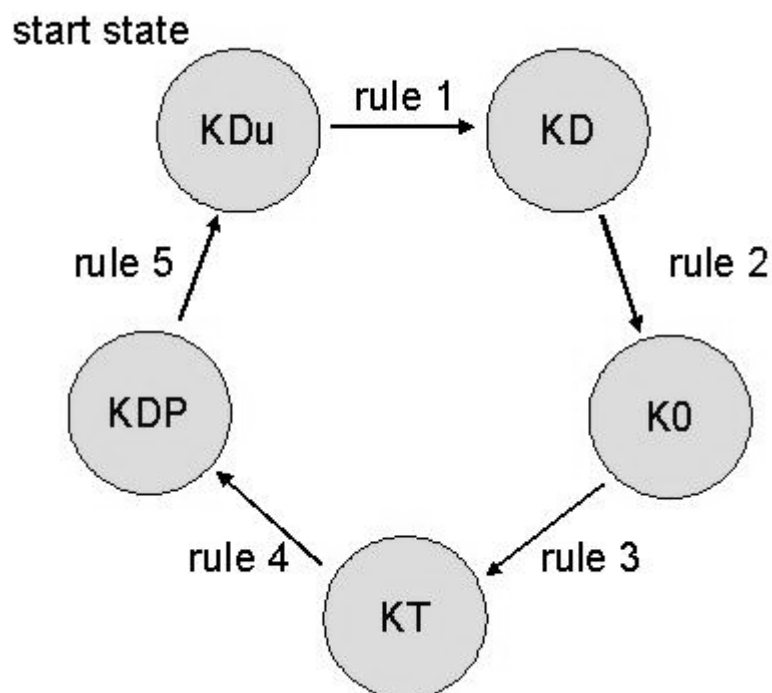 start state
KDu
rule 1
KD
rule 2
K0
rule 3
KT
rule 4
KDP
rule 5